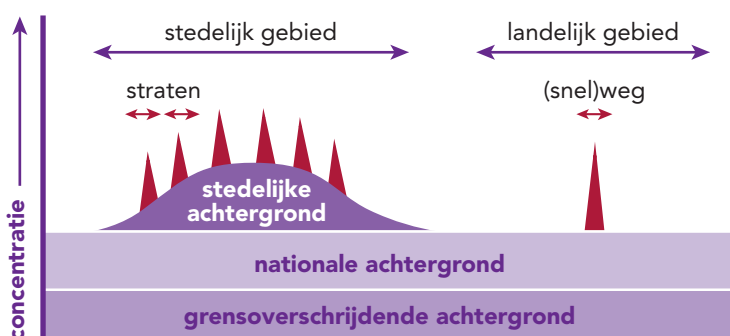 stedelijk gebied
landelijk gebied
straten
(snel)weg
stedelijke
achtergrond
nationale achtergrond
grensoverschrijdende achtergrond
concentratie